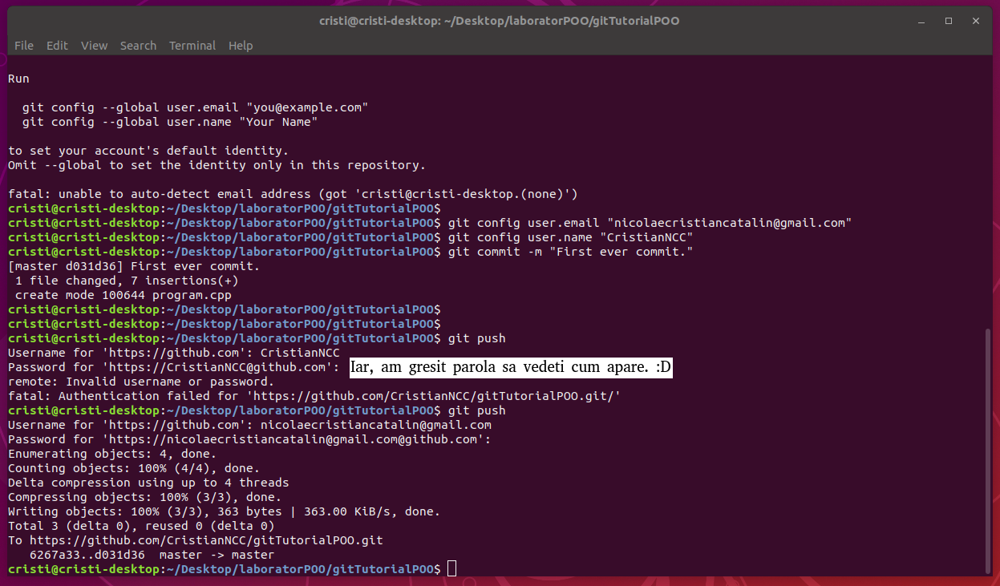 cristi@cristi-desktop: ~/Desktop/laboratorPOO/gitTutorialPOO
File Edit View Search Terminal Help
Run
git config --global user.email "you@example.com"
git config --global user.name "Your Name"
to set your account's default identity.
Omit --global to set the identity only in this repository.
fatal: unable to auto-detect email address (got 'cristi@cristi-desktop.(none)')
cristi@cristi-desktop:~/Desktop/laboratorPOO/gitTutorialPOO$
cristi@cristi-desktop:~/Desktop/laboratorPOO/gitTutorialPOO$ git config user.email "nicolaecristiancatalin@gmail.com"
cristi@cristi-desktop:~/Desktop/laboratorPOO/gitTutorialPOO$ git config user.name "CristianNCC"
cristi@cristi-desktop:~/Desktop/laboratorPOO/gitTutorialPOO$ git commit -m "First ever commit."
[master d031d36] First ever commit.
1 file changed, 7 insertions(+)
create mode 100644 program.cpp
cristi@cristi-desktop:~/Desktop/laboratorPOO/gitTutorialPOO$
cristi@cristi-desktop:~/Desktop/laboratorPOO/gitTutorialPOO$
cristi@cristi-desktop:~/Desktop/laboratorPOO/gitTutorialPOO$ git push
Username for 'https://github.com': CristianNCC
Password for 'https://CristianNCC@github.com': Iar, am gresit parola sa vedeti cum apare. :D
remote: Invalid username or password.
fatal: Authentication failed for 'https://github.com/CristianNCC/gitTutorialPOO.git/'
cristi@cristi-desktop:~/Desktop/laboratorPOO/gitTutorialPOO$ git push
Username for 'https://github.com': nicolaecristiancatalin@gmail.com
Password for 'https://nicolaecristiancatalin@gmail.com@github.com':
Enumerating objects: 4, done.
Counting objects: 100% (4/4), done.
Delta compression using up to 4 threads
Compressing objects: 100% (3/3), done.
Writing objects: 100% (3/3), 363 bytes | 363.00 KiB/s, done.
Total 3 (delta 0), reused 0 (delta 0)
To https://github.com/CristianNCC/gitTutorialPOO.git
6267a33..d031d36 master -> master
cristi@cristi-desktop:~/Desktop/laboratorPOO/gitTutorialPOO$